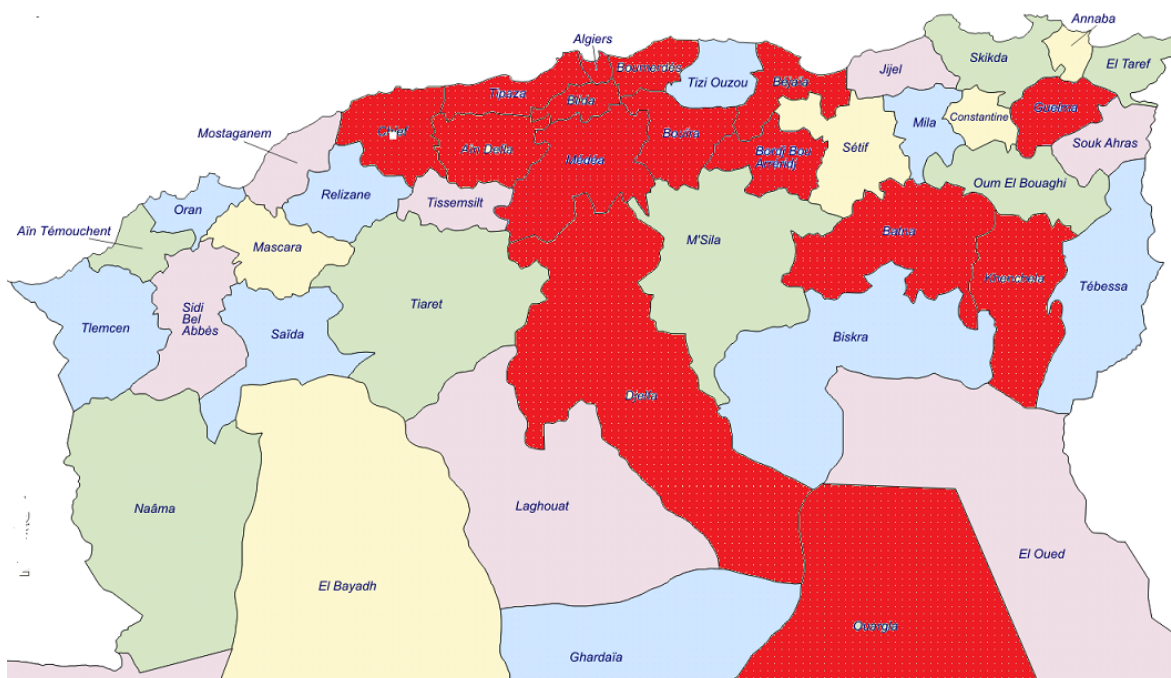 Annaba
Algiers
Skikda
El Taref
Jijel
Boumerdès
Tizi Ouzou
Béjaïa
Tipaza
Blida
Guelma
Constantine
Mila
Mostaganem
Chlef
Bouira
Souk Ahras
Aïn Defla
Médéa
Bordj Bou
Arréridj
Sétif
Oum El Bouaghi
Relizane
Tissemsilt
Oran
Aïn Témouchent
Mascara
M'Sila
Batna
Khenchela
Tébessa
Tiaret
Sidi
Bel
Abbès
Tlemcen
Saïda
Biskra
Djelfa
Naâma
Laghouat
El Oued
El Bayadh
Ouargla
Ghardaïa